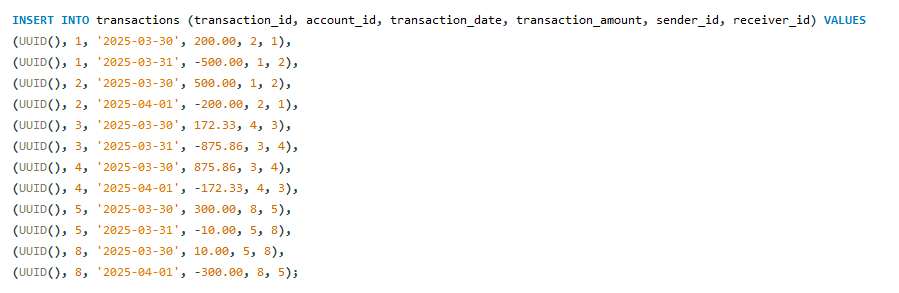 INSERT INTO transactions (transaction_id, account_id, transaction_date, transaction_amount, sender_id, receiver_id) VALUES
(UUID(), 1, '2025-03-30', 200.00, 2, 1),
(UUID(), 1, '2025-03-31', -500.00, 1, 2),
(UUID(), 2, '2025-03-30', 500.00, 1, 2),
(UUID(), 2, '2025-04-01', -200.00, 2, 1),
(UUID(), 3, '2025-03-30', 172.33, 4, 3),
(UUID(), 3, '2025-03-31', -875.86, 3, 4),
(UUID(), 4, '2025-03-30', 875.86, 3, 4),
(UUID(), 4, '2025-04-01', -172.33, 4, 3),
(UUID(), 5, '2025-03-30', 300.00, 8, 5),
(UUID(), 5, '2025-03-31', -10.00, 5, 8),
(UUID(), 8, '2025-03-30', 10.00, 5, 8),
(UUID(), 8, '2025-04-01', -300.00, 8, 5);